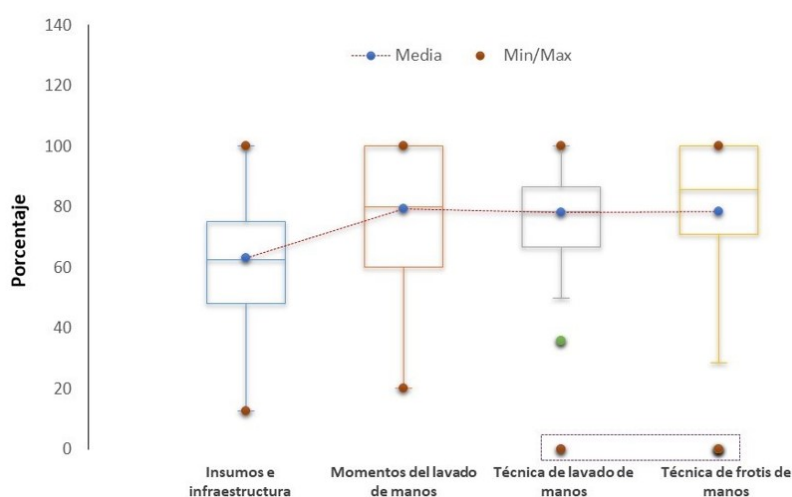 140
Media
Min/Max
120
100
80
60
40
20
0
Porcentaje
Insumos e
infraestructura
Momentos del lavado
de manos
Técnica de lavado de
manos
Técnica de frotis de
manos